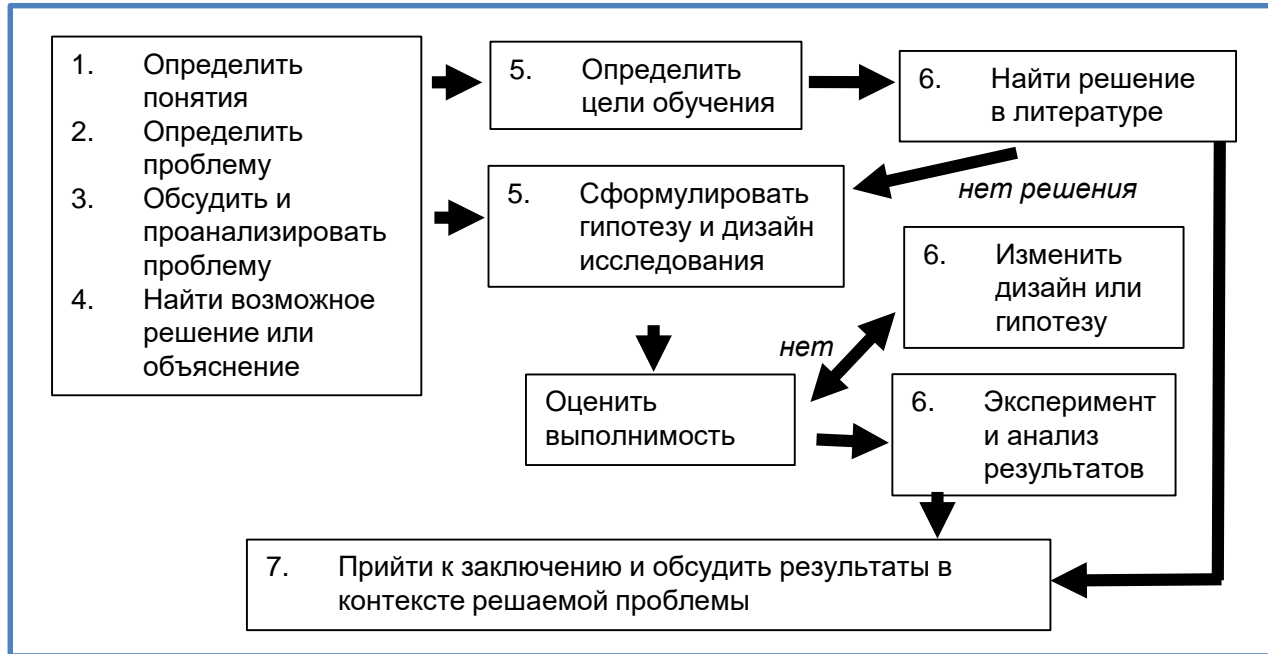 1. Определить
понятия
2. Определить
проблему
3. Обсудить и
проанализировать
проблему
4. Найти возможное
решение или
объяснение
5. Определить
цели обучения
6. Найти решение
в литературе
нет решения
5. Сформулировать
гипотезу и дизайн
исследования
6. Изменить
дизайн или
гипотезу
нет
Оценить
выполнимость
6. Эксперимент
и анализ
результатов
7. Прийти к заключению и обсудить результаты в
контексте решаемой проблемы